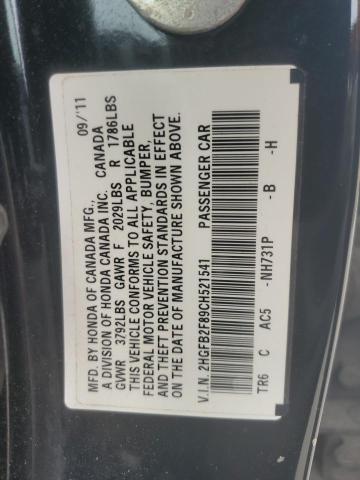 MFD. BY HONDA OF CANADA MFG., 09/'11
A DIVISION OF HONDA CANADA INC. CANADA
GVWR 3792LBS GAWR F 2029LBS R 1786LBS
THIS VEHICLE CONFORMS TO ALL APPLICABLE
FEDERAL MOTOR VEHICLE SAFETY, BUMPER,
AND THEFT PREVENTION STANDARDS IN EFFECT
ON THE DATE OF MANUFACTURE SHOWN ABOVE.
V.I.N. 2HGFB2F89CH521541 PASSENGER CAR
TR6 C AC5 -NH731P -B -H